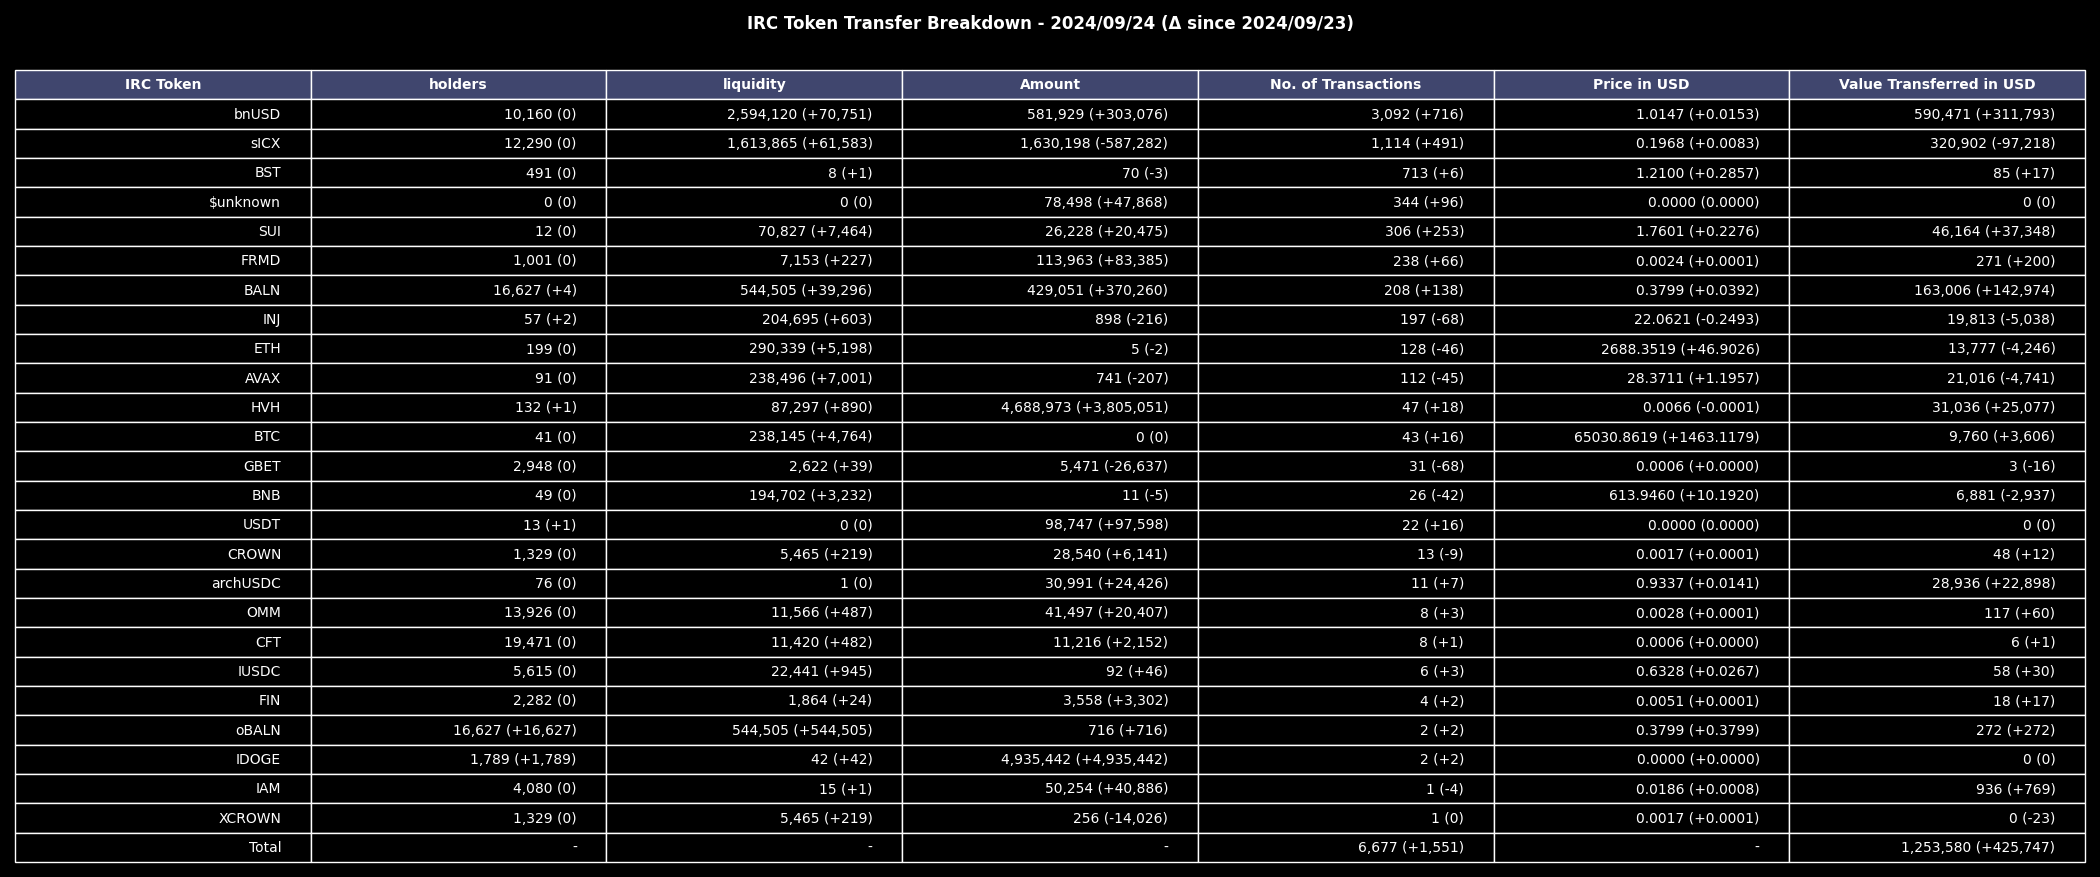 IRC Token Transfer Breakdown - 2024/09/24 (Δ since 2024/09/23)
IRC Token holders liquidity Amount No. of Transactions Price in USD Value Transferred in USD
bnUSD 10,160 (0) 2,594,120 (+70,751) 581,929 (+303,076) 3,092 (+716) 1.0147 (+0.0153) 590,471 (+311,793)
sICX 12,290 (0) 1,613,865 (+61,583) 1,630,198 (-587,282) 1,114 (+491) 0.1968 (+0.0083) 320,902 (-97,218)
BST 491 (0) 8 (+1) 70 (-3) 713 (+6) 1.2100 (+0.2857) 85 (+17)
$unknown 0 (0) 0 (0) 78,498 (+47,868) 344 (+96) 0.0000 (0.0000) 0 (0)
SUI 12 (0) 70,827 (+7,464) 26,228 (+20,475) 306 (+253) 1.7601 (+0.2276) 46,164 (+37,348)
FRMD 1,001 (0) 7,153 (+227) 113,963 (+83,385) 238 (+66) 0.0024 (+0.0001) 271 (+200)
BALN 16,627 (+4) 544,505 (+39,296) 429,051 (+370,260) 208 (+138) 0.3799 (+0.0392) 163,006 (+142,974)
INJ 57 (+2) 204,695 (+603) 898 (-216) 197 (-68) 22.0621 (-0.2493) 19,813 (-5,038)
ETH 199 (0) 290,339 (+5,198) 5 (-2) 128 (-46) 2688.3519 (+46.9026) 13,777 (-4,246)
AVAX 91 (0) 238,496 (+7,001) 741 (-207) 112 (-45) 28.3711 (+1.1957) 21,016 (-4,741)
HVH 132 (+1) 87,297 (+890) 4,688,973 (+3,805,051) 47 (+18) 0.0066 (-0.0001) 31,036 (+25,077)
BTC 41 (0) 238,145 (+4,764) 0 (0) 43 (+16) 65030.8619 (+1463.1179) 9,760 (+3,606)
GBET 2,948 (0) 2,622 (+39) 5,471 (-26,637) 31 (-68) 0.0006 (+0.0000) 3 (-16)
BNB 49 (0) 194,702 (+3,232) 11 (-5) 26 (-42) 613.9460 (+10.1920) 6,881 (-2,937)
USDT 13 (+1) 0 (0) 98,747 (+97,598) 22 (+16) 0.0000 (0.0000) 0 (0)
CROWN 1,329 (0) 5,465 (+219) 28,540 (+6,141) 13 (-9) 0.0017 (+0.0001) 48 (+12)
archUSDC 76 (0) 1 (0) 30,991 (+24,426) 11 (+7) 0.9337 (+0.0141) 28,936 (+22,898)
OMM 13,926 (0) 11,566 (+487) 41,497 (+20,407) 8 (+3) 0.0028 (+0.0001) 117 (+60)
CFT 19,471 (0) 11,420 (+482) 11,216 (+2,152) 8 (+1) 0.0006 (+0.0000) 6 (+1)
IUSDC 5,615 (0) 22,441 (+945) 92 (+46) 6 (+3) 0.6328 (+0.0267) 58 (+30)
FIN 2,282 (0) 1,864 (+24) 3,558 (+3,302) 4 (+2) 0.0051 (+0.0001) 18 (+17)
oBALN 16,627 (+16,627) 544,505 (+544,505) 716 (+716) 2 (+2) 0.3799 (+0.3799) 272 (+272)
IDOGE 1,789 (+1,789) 42 (+42) 4,935,442 (+4,935,442) 2 (+2) 0.0000 (+0.0000) 0 (0)
IAM 4,080 (0) 15 (+1) 50,254 (+40,886) 1 (-4) 0.0186 (+0.0008) 936 (+769)
XCROWN 1,329 (0) 5,465 (+219) 256 (-14,026) 1 (0) 0.0017 (+0.0001) 0 (-23)
Total - - - 6,677 (+1,551) - 1,253,580 (+425,747)